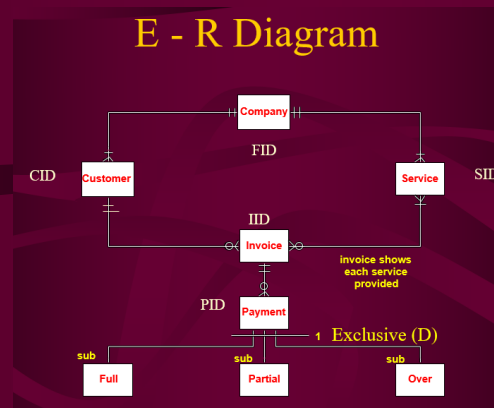 E - R Diagram
Company
FID
CID
Customer
Service
SID
IID
Invoice
invoice shows
each service
provided
PID
Payment
1 Exclusive (D)
sub
sub
sub
Full
Partial
Over